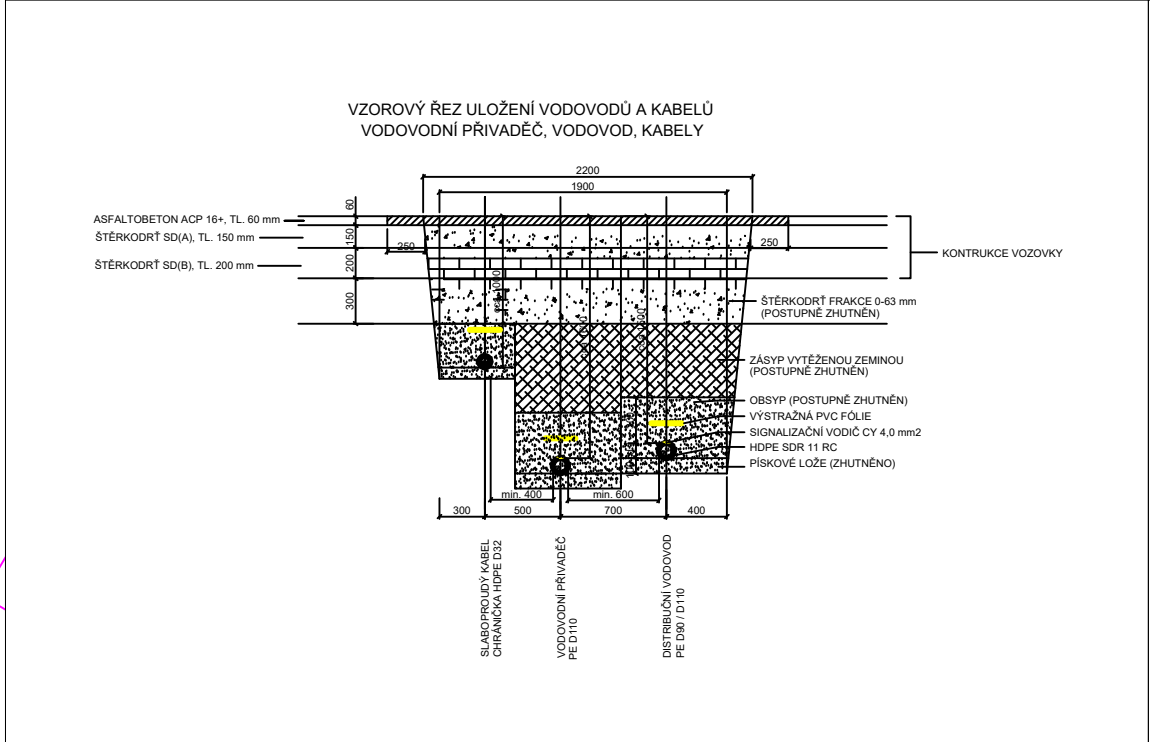 VZOROVÝ ŘEZ ULOŽENÍ VODOVODŮ A KABELŮ
VODOVODNÍ PŘIVADĚČ, VODOVOD, KABELY
2200
1900
60
ASFALTOBETON ACP 16+, TL. 60 mm
150
ŠTĚRKODRŤ SD(A), TL. 150 mm
250
250
KONTRUKCE VOZOVKY
200
ŠTĚRKODRŤ SD(B), TL. 200 mm
300
ŠTĚRKODRŤ FRAKCE 0-63 mm
(POSTUPNĚ ZHUTNĚN)
ZÁSYP VYTĚŽENOU ZEMINOU
(POSTUPNĚ ZHUTNĚN)
OBSYP (POSTUPNĚ ZHUTNĚN)
VÝSTRAŽNÁ PVC FÓLIE
SIGNALIZAČNÍ VODIČ CY 4,0 mm2
HDPE SDR 11 RC
PÍSKOVÉ LOŽE (ZHUTNĚNO)
min. 400
min. 600
300
500
700
400
SLABOPROUDÝ KABEL
CHRÁNIČKA HDPE D32
VODOVODNÍ PŘIVADĚČ
PE D110
DISTRIBUČNÍ VODOVOD
PE D90 / D110